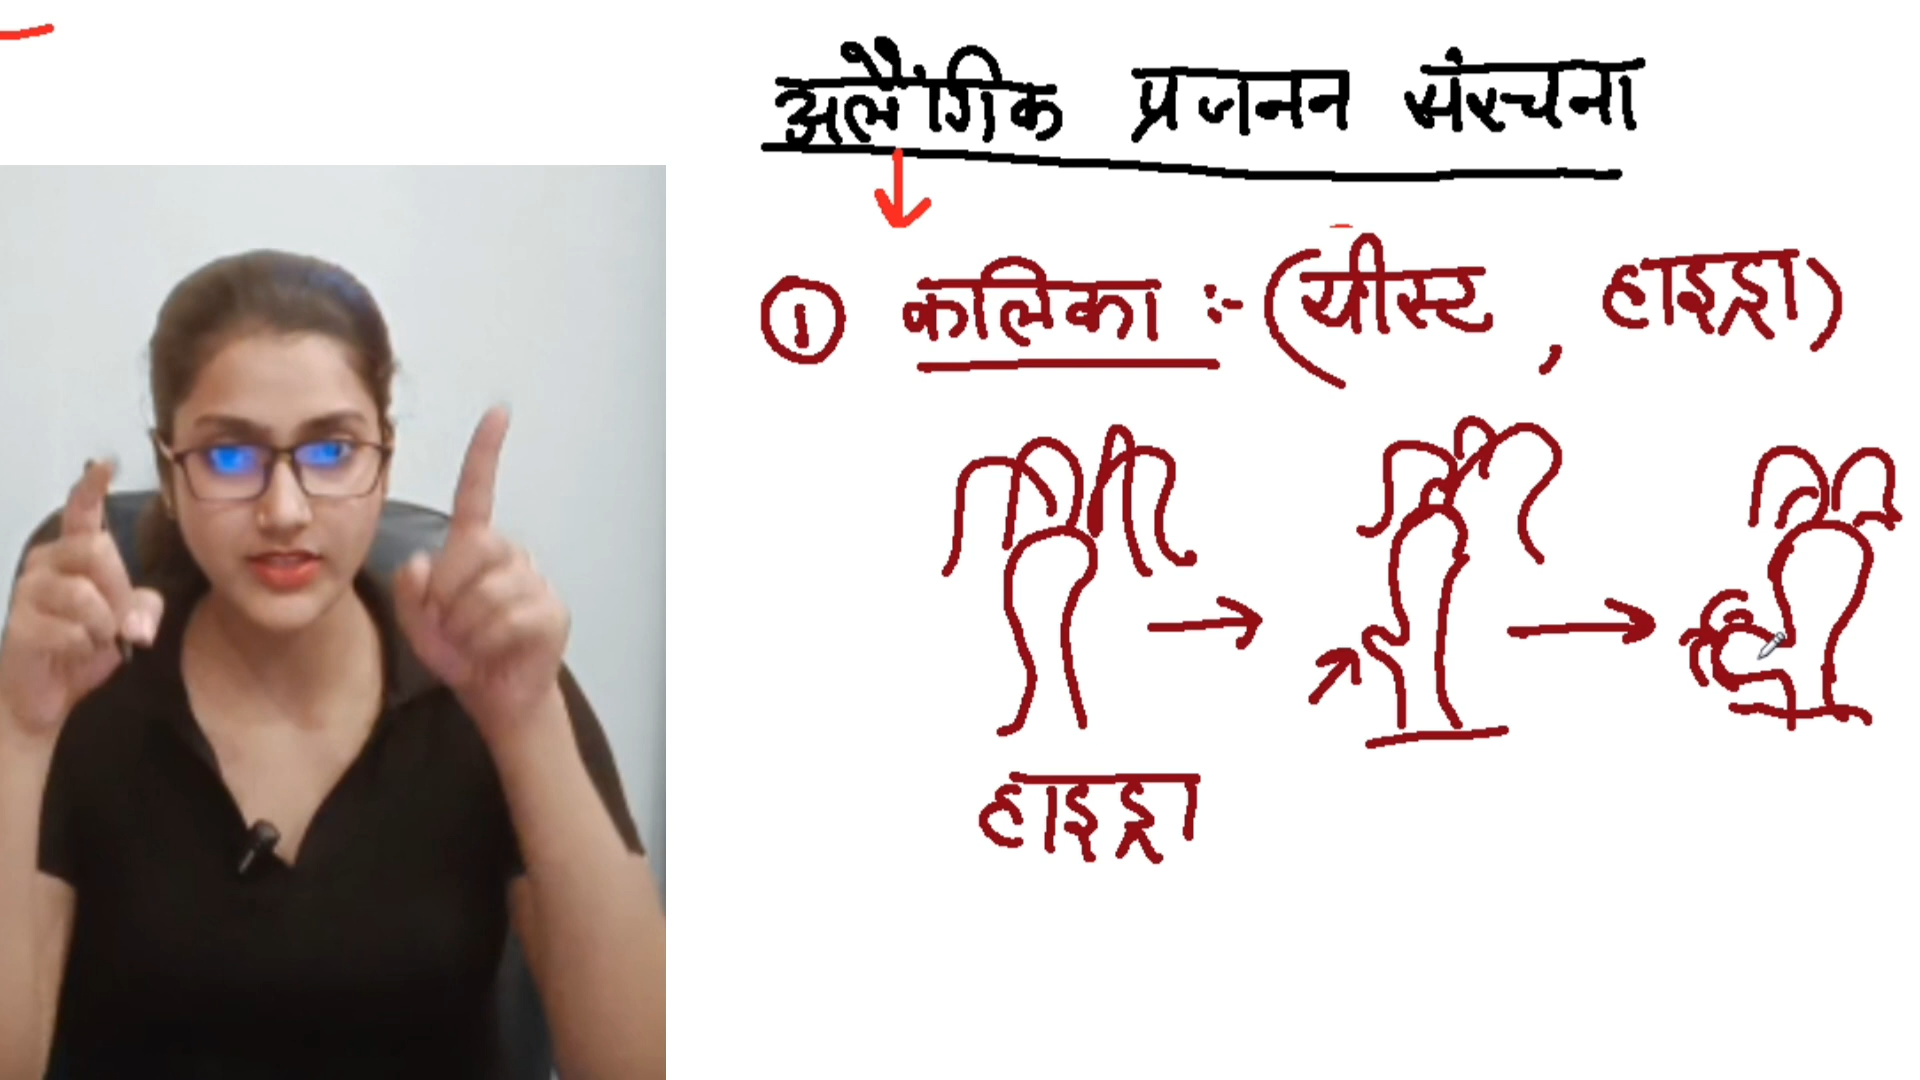 अलैंगिक प्रजनन संरचना
① कलिका :- (यीस्ट , हाइड्रा)
हाइड्रा